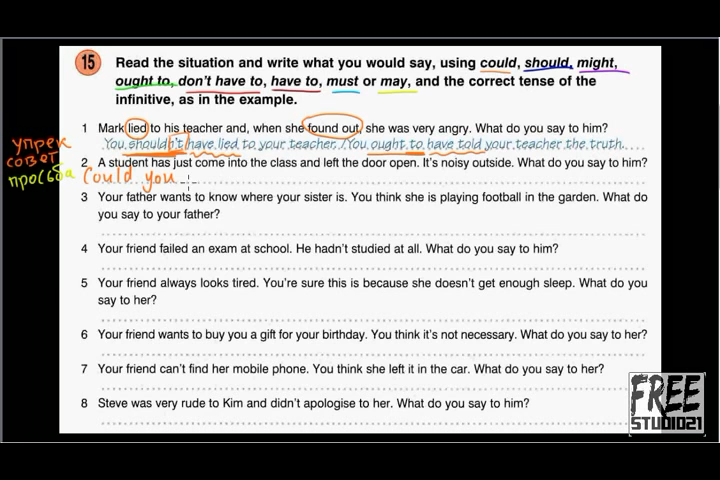 15 Read the situation and write what you would say, using could, should, might,
ought to, don't have to, have to, must or may, and the correct tense of the
infinitive, as in the example.
1 Mark lied to his teacher and, when she found out, she was very angry. What do you say to him?
You shouldn't have lied to your teacher./You ought to have told your teacher the truth.
упрек
совет
2 A student has just come into the class and left the door open. It's noisy outside. What do you say to him?
просьба Could you
3 Your father wants to know where your sister is. You think she is playing football in the garden. What do
you say to your father?
4 Your friend failed an exam at school. He hadn't studied at all. What do you say to him?
5 Your friend always looks tired. You're sure this is because she doesn't get enough sleep. What do you
say to her?
6 Your friend wants to buy you a gift for your birthday. You think it's not necessary. What do you say to her?
7 Your friend can't find her mobile phone. You think she left it in the car. What do you say to her?
8 Steve was very rude to Kim and didn't apologise to her. What do you say to him?
FREE
STUDIO21